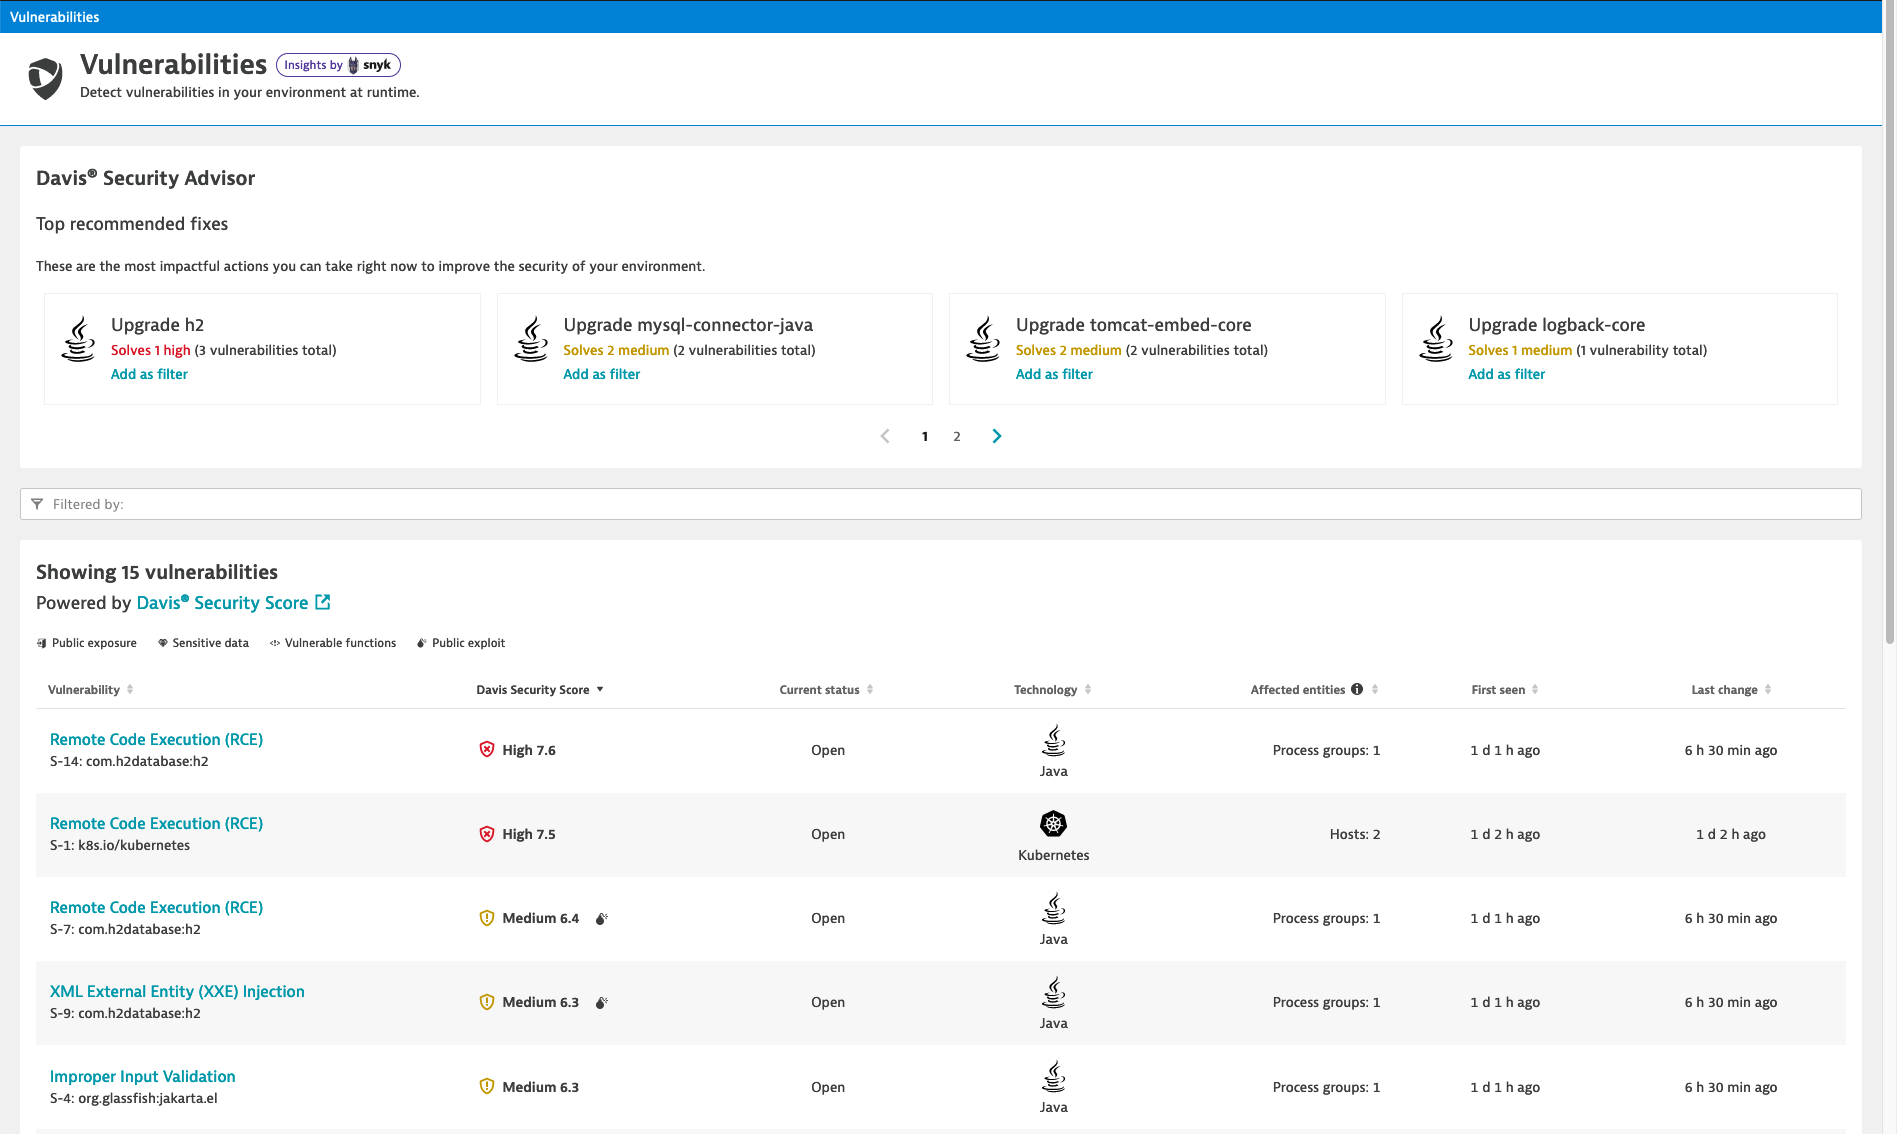 Vulnerabilities
Vulnerabilities Insights by snyk
Detect vulnerabilities in your environment at runtime.
Davis® Security Advisor
Top recommended fixes
These are the most impactful actions you can take right now to improve the security of your environment.
Upgrade h2
Solves 1 high (3 vulnerabilities total)
Add as filter
Upgrade mysql-connector-java
Solves 2 medium (2 vulnerabilities total)
Add as filter
Upgrade tomcat-embed-core
Solves 2 medium (2 vulnerabilities total)
Add as filter
Upgrade logback-core
Solves 1 medium (1 vulnerability total)
Add as filter
1 2
Filtered by:
Showing 15 vulnerabilities
Powered by Davis® Security Score
Public exposure Sensitive data Vulnerable functions Public exploit
Vulnerability Davis Security Score Current status Technology Affected entities First seen Last change
Remote Code Execution (RCE)
S-14: com.h2database:h2
High 7.6 Open Java Process groups: 1 1 d 1 h ago 6 h 30 min ago
Remote Code Execution (RCE)
S-1: k8s.io/kubernetes
High 7.5 Open Kubernetes Hosts: 2 1 d 2 h ago 1 d 2 h ago
Remote Code Execution (RCE)
S-7: com.h2database:h2
Medium 6.4 Open Java Process groups: 1 1 d 1 h ago 6 h 30 min ago
XML External Entity (XXE) Injection
S-9: com.h2database:h2
Medium 6.3 Open Java Process groups: 1 1 d 1 h ago 6 h 30 min ago
Improper Input Validation
S-4: org.glassfish:jakarta.el
Medium 6.3 Open Java Process groups: 1 1 d 1 h ago 6 h 30 min ago